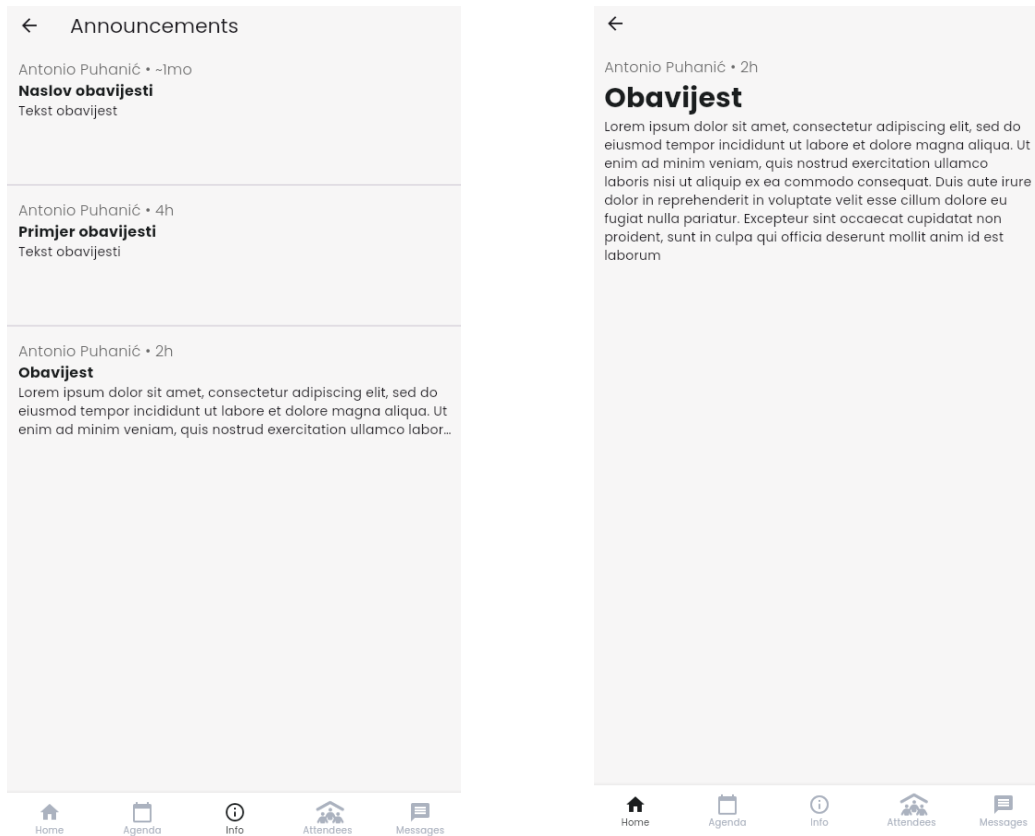 Announcements
Antonio Puhanić • ~1mo
Naslov obavijesti
Tekst obavijest
Antonio Puhanić • 4h
Primjer obavijesti
Tekst obavijesti
Antonio Puhanić • 2h
Obavijest
Lorem ipsum dolor sit amet, consectetur adipiscing elit, sed do
eiusmod tempor incididunt ut labore et dolore magna aliqua. Ut
enim ad minim veniam, quis nostrud exercitation ullamco labor...
Home Agenda Info Attendees Messages
Antonio Puhanić • 2h
Obavijest
Lorem ipsum dolor sit amet, consectetur adipiscing elit, sed do
eiusmod tempor incididunt ut labore et dolore magna aliqua. Ut
enim ad minim veniam, quis nostrud exercitation ullamco
laboris nisi ut aliquip ex ea commodo consequat. Duis aute irure
dolor in reprehenderit in voluptate velit esse cillum dolore eu
fugiat nulla pariatur. Excepteur sint occaecat cupidatat non
proident, sunt in culpa qui officia deserunt mollit anim id est
laborum
Home Agenda Info Attendees Messages